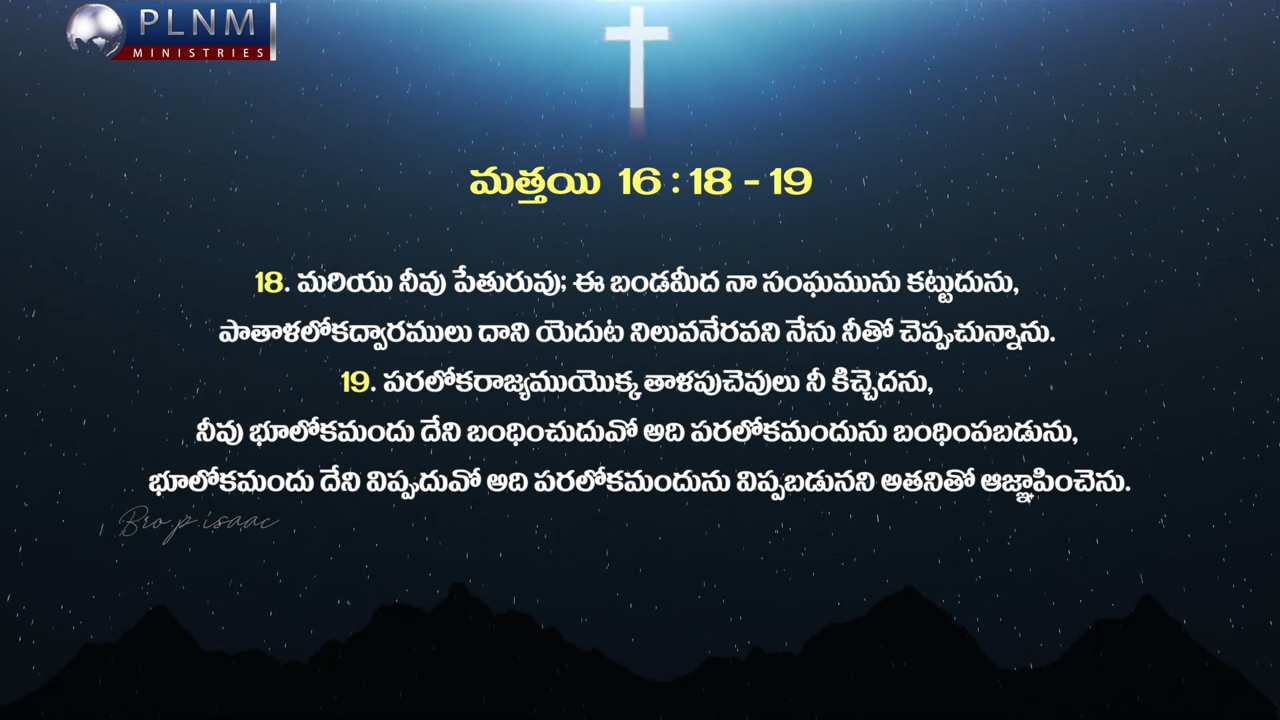 PLNM
MINISTRIES
మత్తయి 16 : 18 - 19
18. మరియు నీవు పేతురువు; ఈ బండమీద నా సంఘమును కట్టుదును,
పాతాళలోకద్వారములు దాని యెదుట నిలువనేరవని నేను నీతో చెప్పుచున్నాను.
19. పరలోకరాజ్యముయొక్క తాళపుచెవులు నీ కిచ్చెదను,
నీవు భూలోకమందు దేని బంధించుదువో అది పరలోకమందును బంధింపబడును,
భూలోకమందు దేని విప్పుదువో అది పరలోకమందును విప్పబడునని అతనితో ఆజ్ఞాపించెను.
Bro.p.isaac